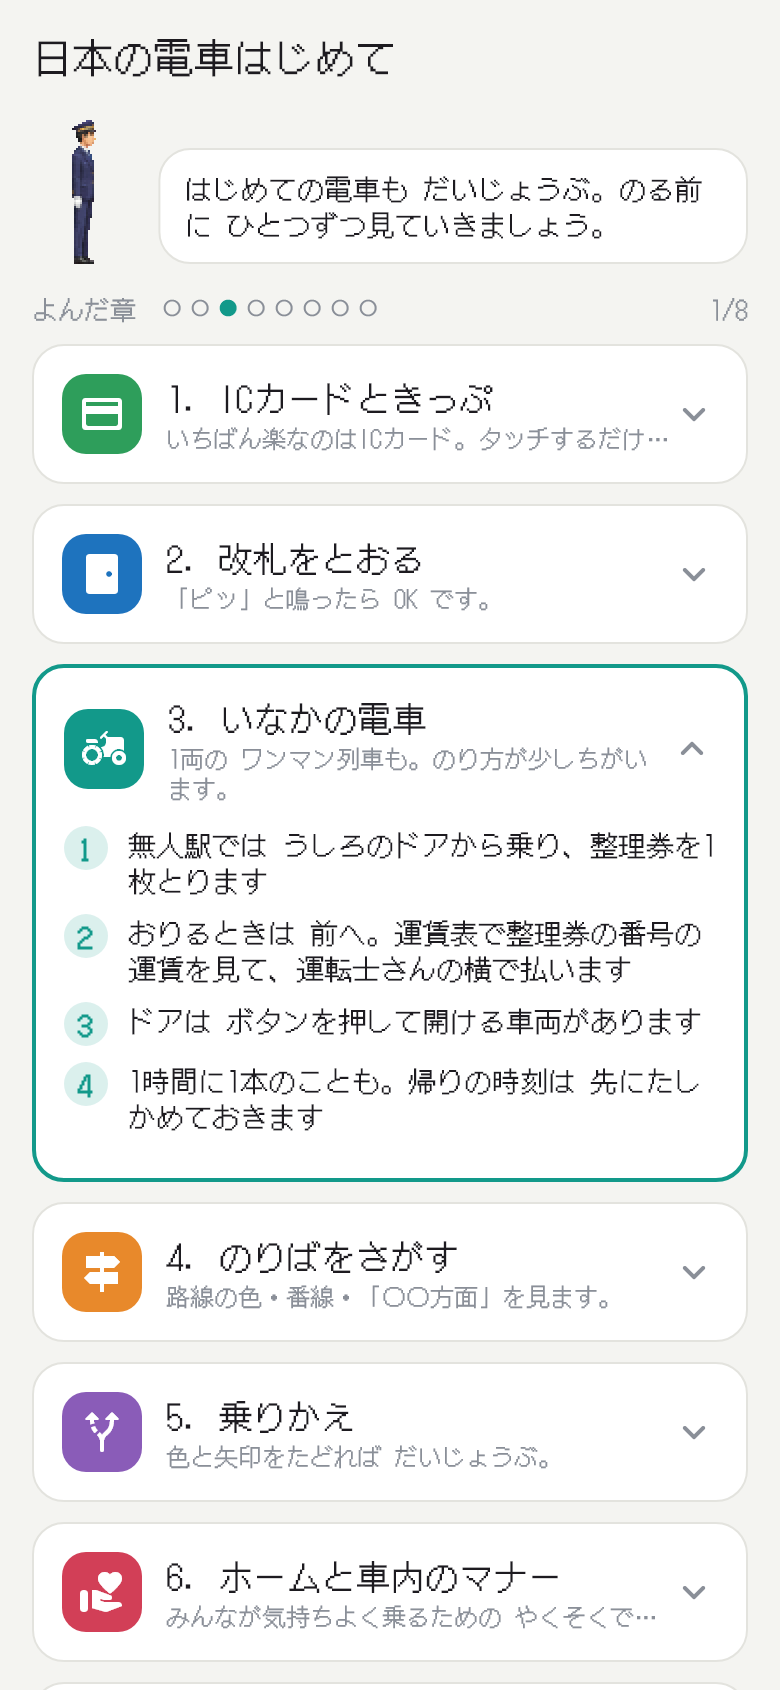 日本の電車はじめて
はじめての電車も だいじょうぶ。のる前
に ひとつずつ見ていきましょう。
よんだ章
1/8
1. ICカードときっぷ
いちばん楽なのはICカード。タッチするだけ…
2. 改札をとおる
「ピッ」と鳴ったら OK です。
3. いなかの電車
1両の ワンマン列車も。のり方が少しちがい
ます。
1 無人駅では うしろのドアから乗り、整理券を1
枚とります
2 おりるときは 前へ。運賃表で整理券の番号の
運賃を見て、運転士さんの横で払います
3 ドアは ボタンを押して開ける車両があります
4 1時間に1本のことも。帰りの時刻は 先にたし
かめておきます
4. のりばをさがす
路線の色・番線・「〇〇方面」を見ます。
5. 乗りかえ
色と矢印をたどれば だいじょうぶ。
6. ホームと車内のマナー
みんなが気持ちよく乗るための やくそくで…